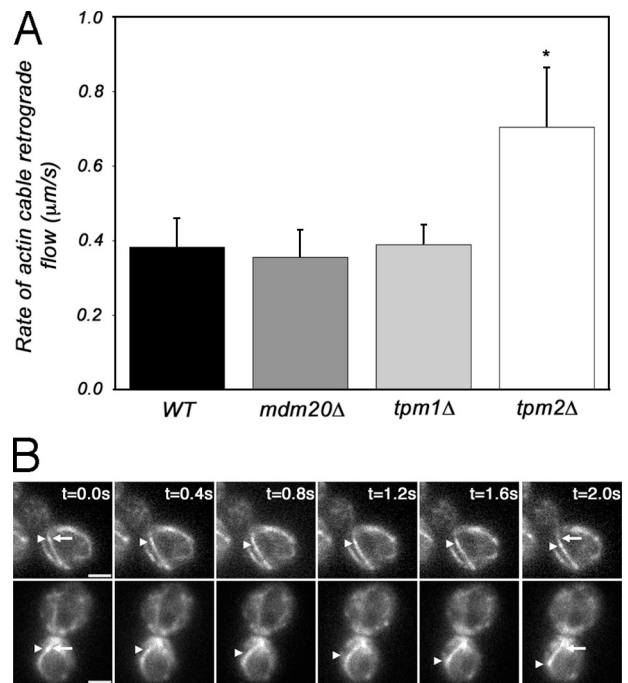 A
Rate of actin cable retrograde
flow (μm/s)
1.0
0.8
0.6
0.4
0.2
0.0
*
WT mdm20Δ tpm1Δ tpm2Δ
B
t=0.0s t=0.4s t=0.8s t=1.2s t=1.6s t=2.0s